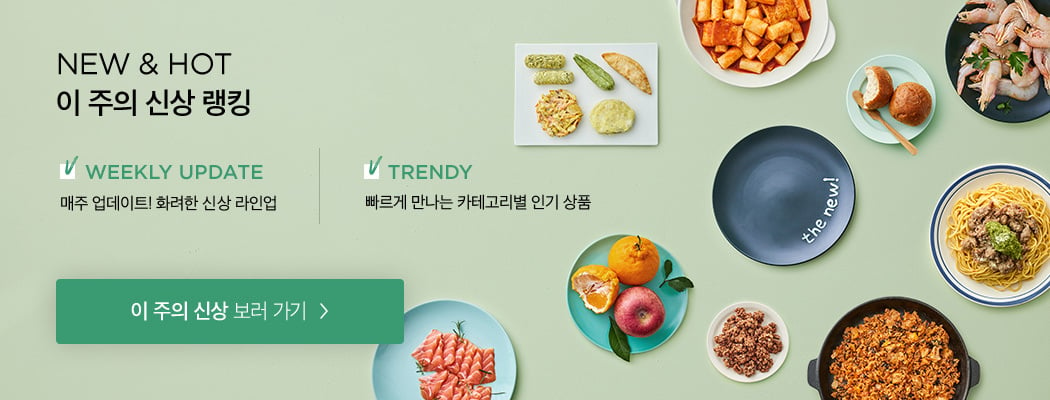 NEW & HOT
이 주의 신상 랭킹
WEEKLY UPDATE
매주 업데이트! 화려한 신상 라인업
TRENDY
빠르게 만나는 카테고리별 인기 상품
이 주의 신상 보러 가기 >
the new!